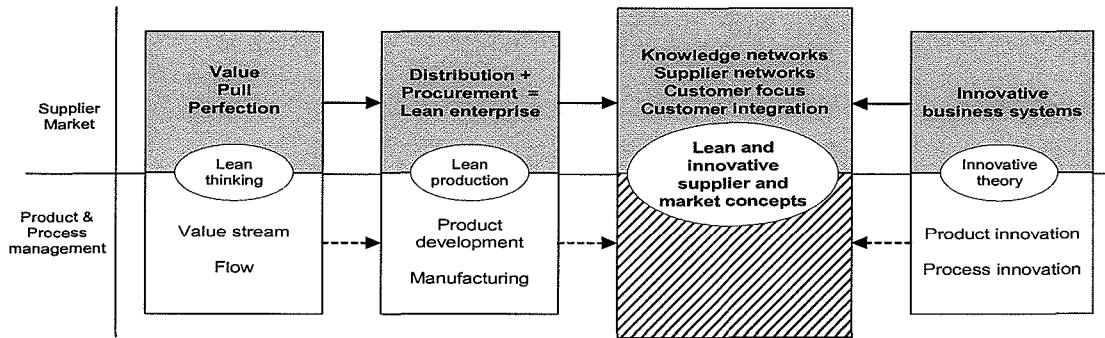 Supplier
Market
Value
Pull
Perfection
Distribution +
Procurement =
Lean enterprise
Knowledge networks
Supplier networks
Customer focus
Customer integration
Innovative
business systems
Lean
thinking
Lean
production
Lean and
innovative
supplier and
market concepts
Innovative
theory
Product &
Process
management
Value stream
Flow
Product
development
Manufacturing
Product innovation
Process innovation